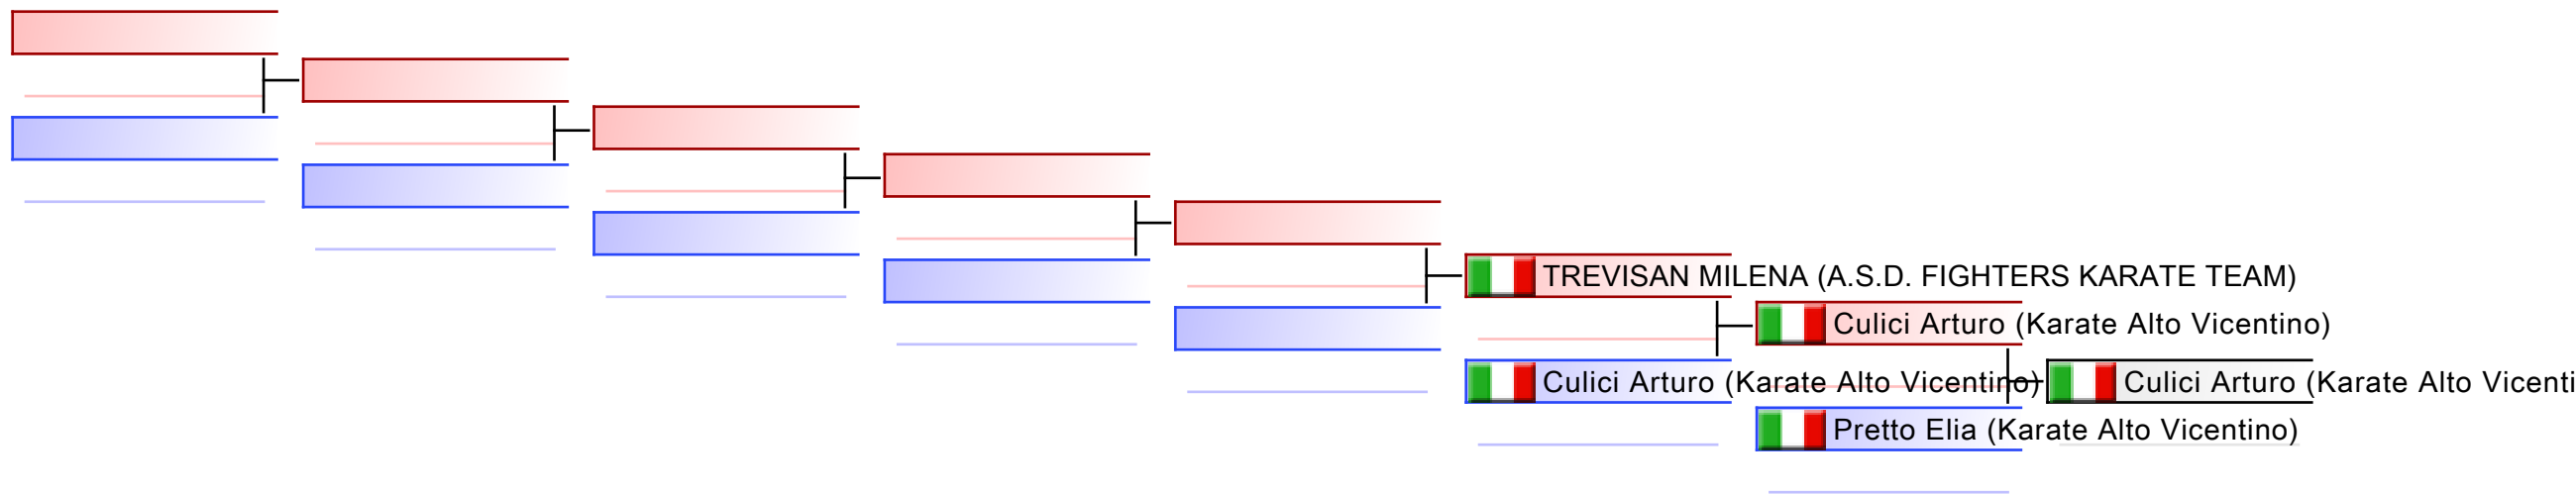 TREVISAN MILENA (A.S.D. FIGHTERS KARATE TEAM)
Culici Arturo (Karate Alto Vicentino)
Culici Arturo (Karate Alto Vicentino)
Culici Arturo (Karate Alto Vicenti
Pretto Elia (Karate Alto Vicentino)